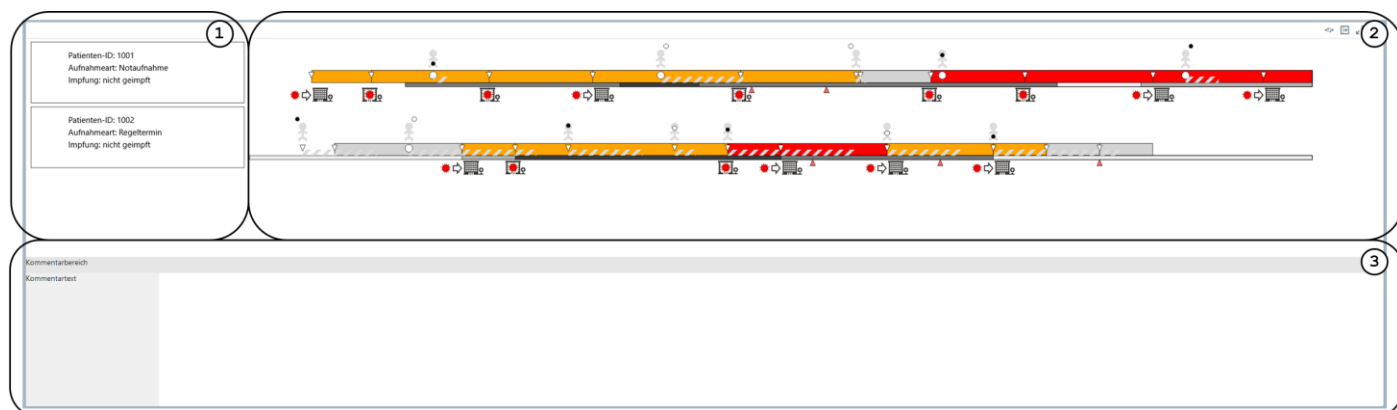 1
2
Patienten-ID: 1001
Aufnahmeart: Notaufnahme
Impfung: nicht geimpft
Patienten-ID: 1002
Aufnahmeart: Regeltermin
Impfung: nicht geimpft
3
Kommentarbereich
Kommentartext